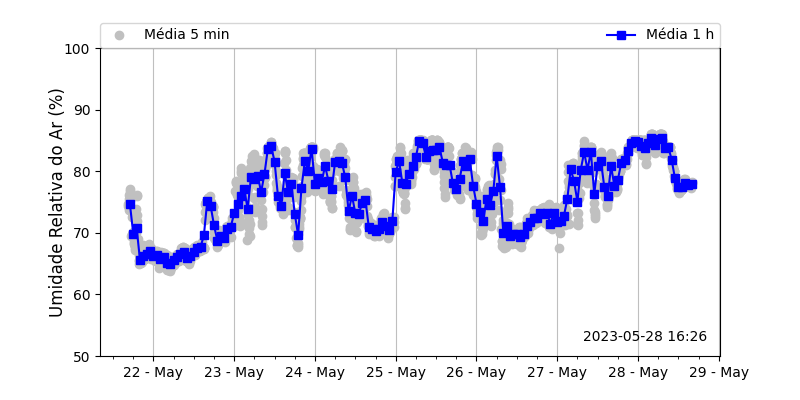 Média 5 min
Média 1 h
Umidade Relativa do Ar (%)
100
90
80
70
60
50
2023-05-28 16:26
22 - May
23 - May
24 - May
25 - May
26 - May
27 - May
28 - May
29 - May